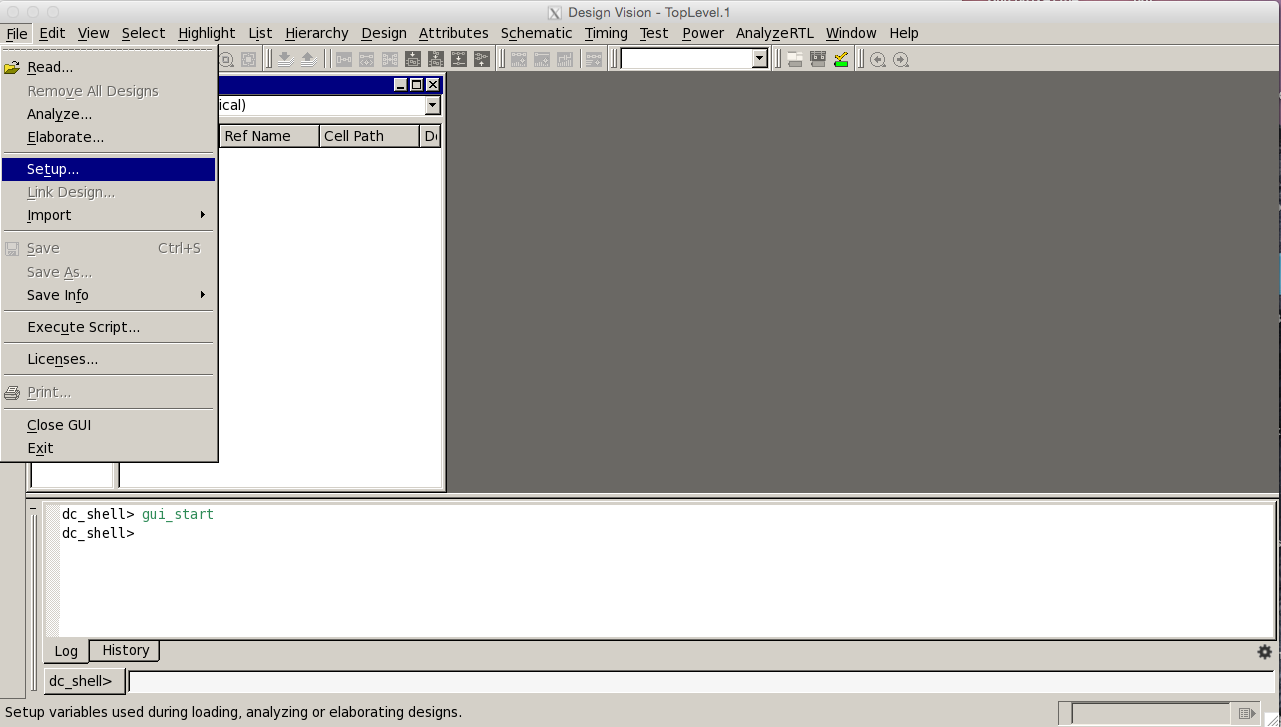 Design Vision - TopLevel.1
File Edit View Select Highlight List Hierarchy Design Attributes Schematic Timing Test Power AnalyzeRTL Window Help
Read...
Remove All Designs
Analyze...
Elaborate...
Setup...
Link Design...
Import
Save Ctrl+S
Save As...
Save Info
Execute Script...
Licenses...
Print...
Close GUI
Exit
ical)
Ref Name Cell Path
dc_shell> gui_start
dc_shell>
Log History
dc_shell>
Setup variables used during loading, analyzing or elaborating designs.